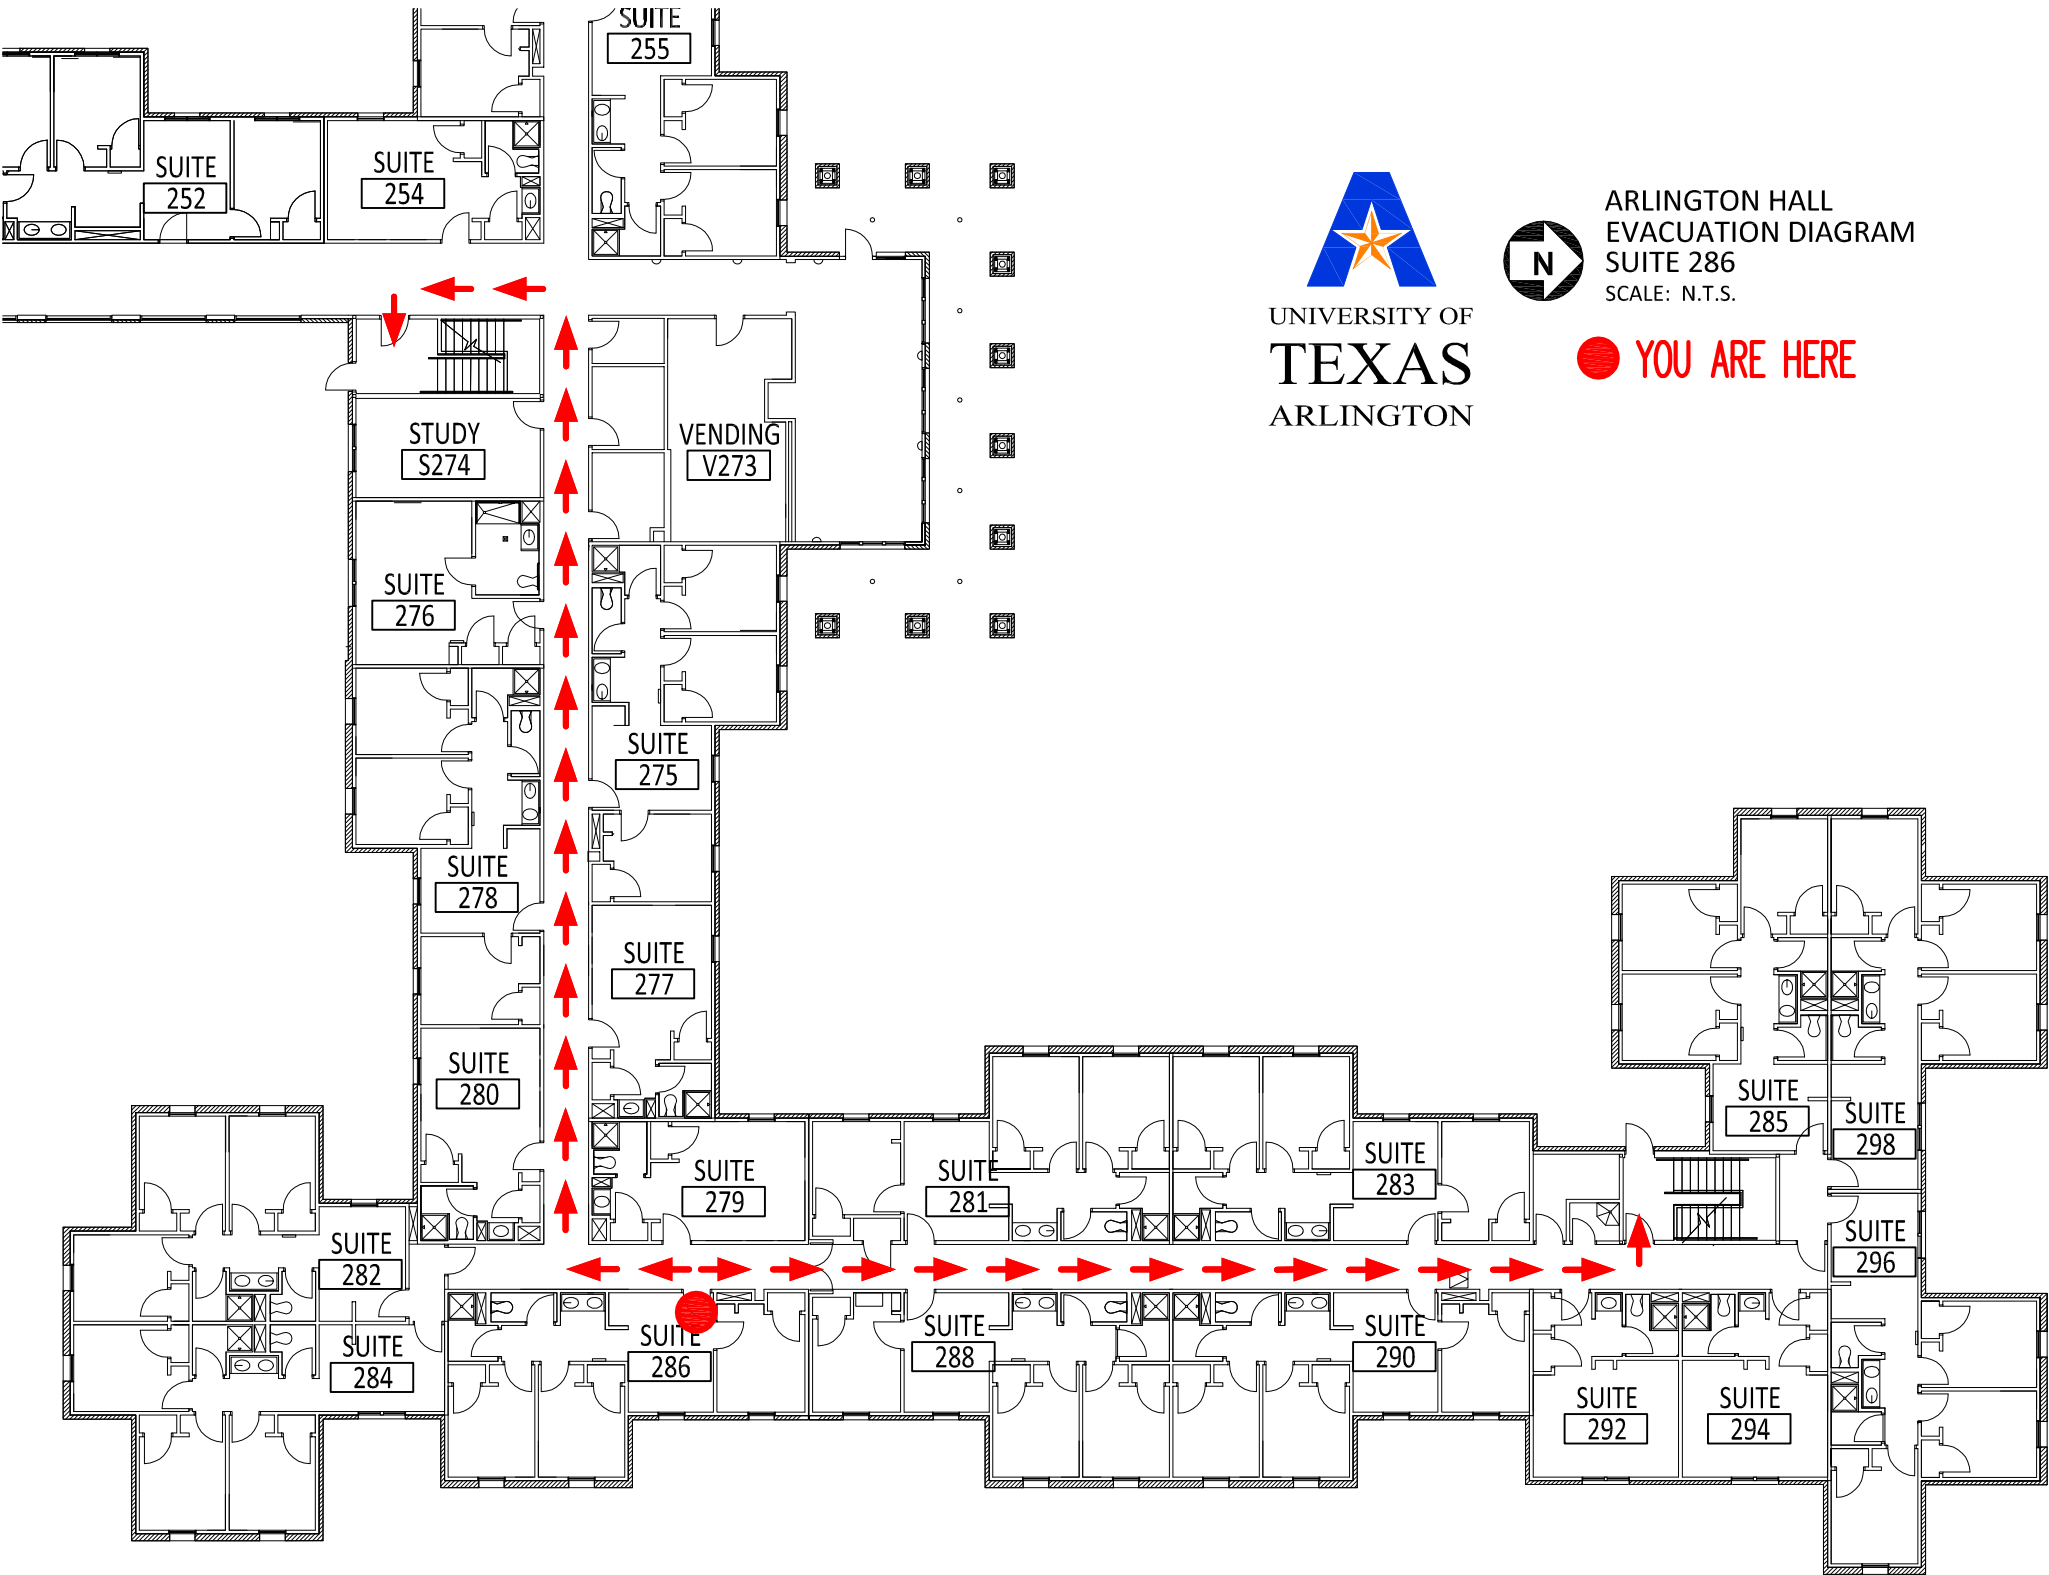 SUITE
255
SUITE
252
SUITE
254
ARLINGTON HALL
EVACUATION DIAGRAM
SUITE 286
SCALE: N.T.S.
N
UNIVERSITY OF
TEXAS
ARLINGTON
YOU ARE HERE
STUDY
S274
VENDING
V273
SUITE
276
SUITE
275
SUITE
278
SUITE
277
SUITE
280
SUITE
279
SUITE
281
SUITE
283
SUITE
285
SUITE
298
SUITE
282
SUITE
296
SUITE
284
SUITE
286
SUITE
288
SUITE
290
SUITE
292
SUITE
294